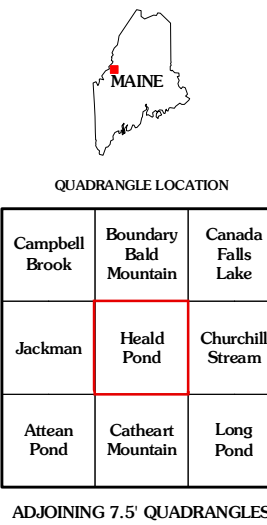 MAINE
QUADRANGLE LOCATION
Campbell
Brook
Boundary
Bald
Mountain
Canada
Falls
Lake
Jackman
Heald
Pond
Churchill
Stream
Attean
Pond
Catheart
Mountain
Long
Pond
ADJOINING 7.5' QUADRANGLES